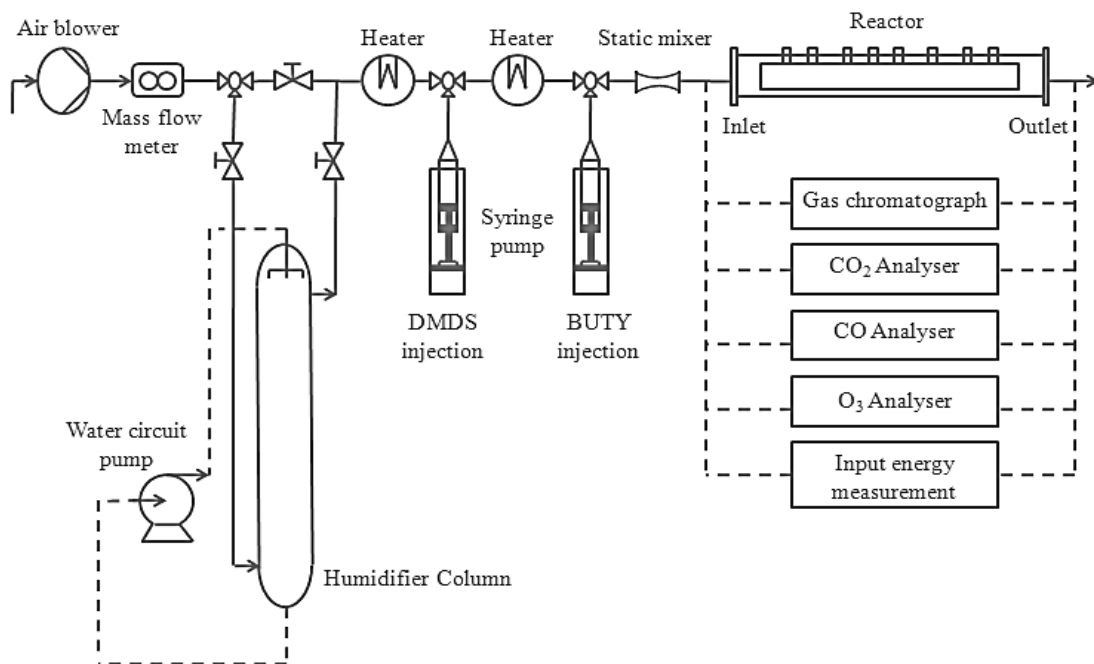 Air blower
Mass flow
meter
Heater
Heater
Static mixer
Reactor
Inlet
Outlet
Syringe
pump
DMDS
injection
BUTY
injection
Gas chromatograph
CO₂ Analyser
CO Analyser
O₃ Analyser
Input energy
measurement
Water circuit
pump
Humidifier Column